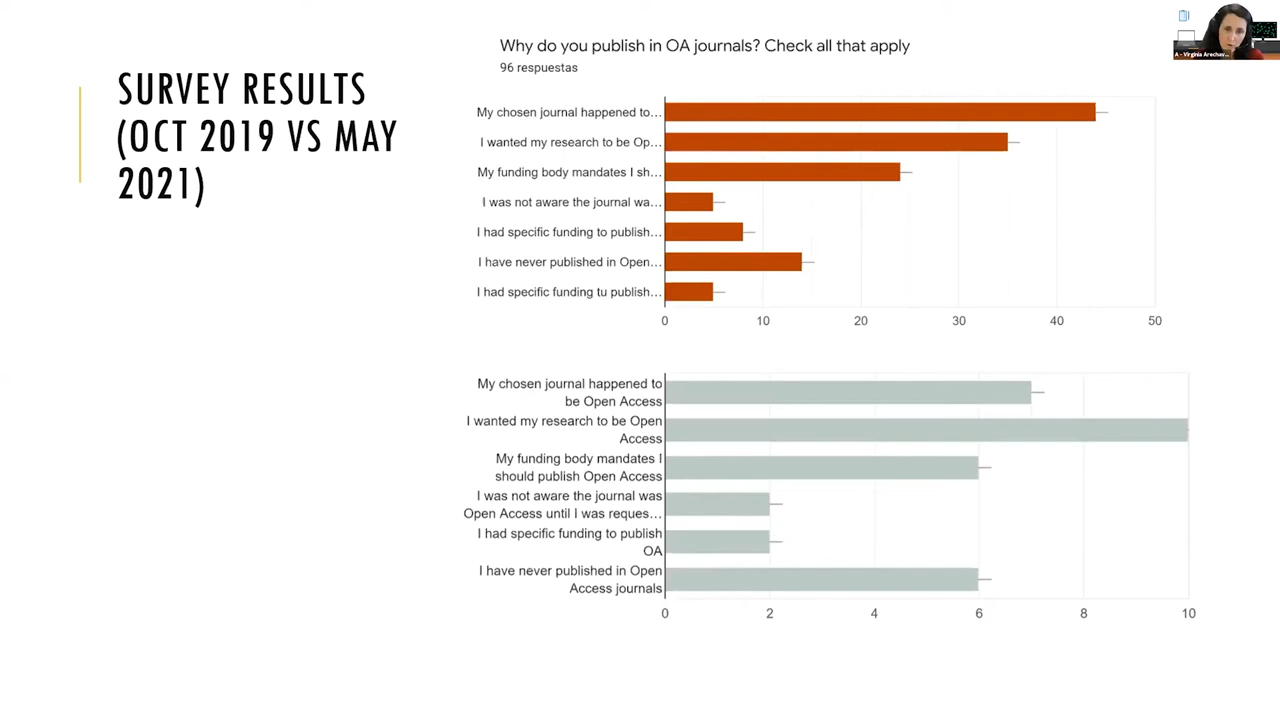 SURVEY RESULTS
(OCT 2019 VS MAY
2021)
Why do you publish in OA journals? Check all that apply
96 respuestas
My chosen journal happened to…
I wanted my research to be Op…
My funding body mandates I sh…
I was not aware the journal wa…
I had specific funding to publish…
I have never published in Open…
I had specific funding tu publish…
0 10 20 30 40 50
My chosen journal happened to
be Open Access
I wanted my research to be Open
Access
My funding body mandates I
should publish Open Access
I was not aware the journal was
Open Access until I was reques…
I had specific funding to publish
OA
I have never published in Open
Access journals
0 2 4 6 8 10
A - Virginia Arechav...